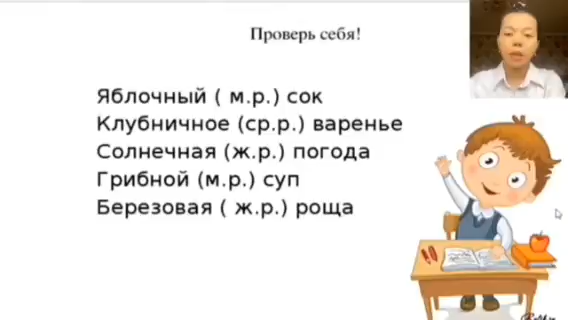 Проверь себя!
Яблочный ( м.р.) сок
Клубничное (ср.р.) варенье
Солнечная (ж.р.) погода
Грибной (м.р.) суп
Березовая ( ж.р.) роща